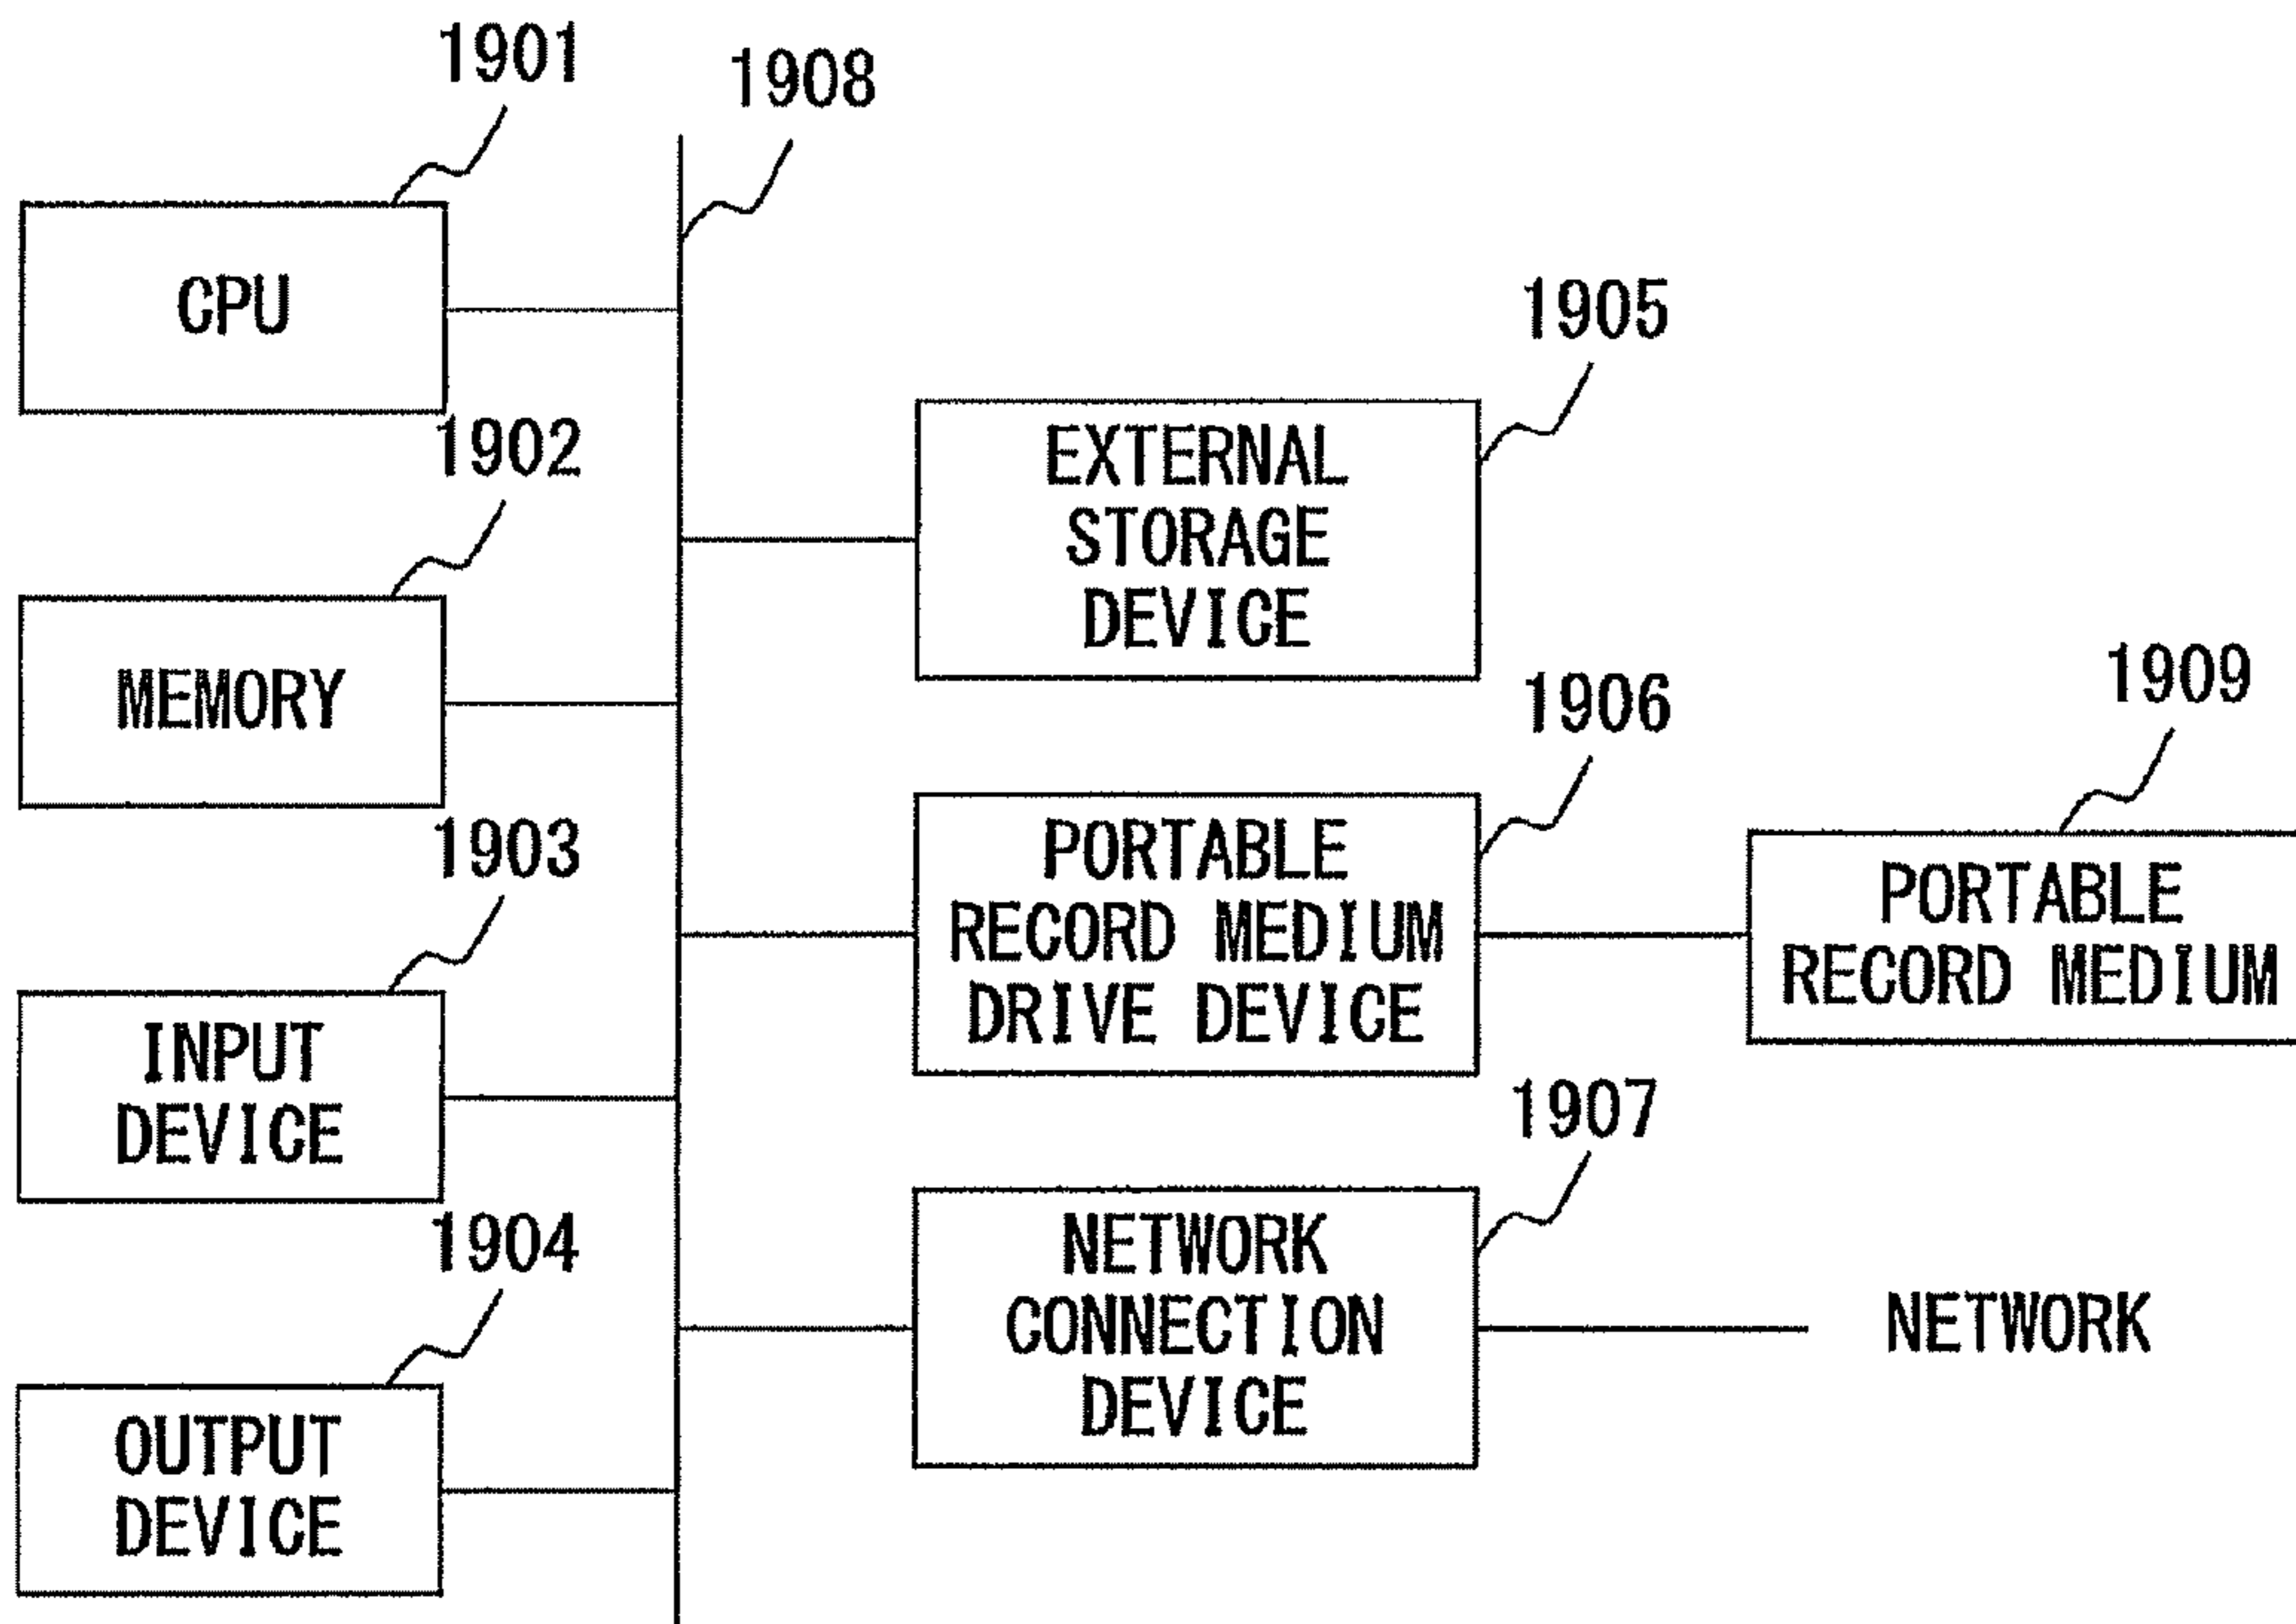 1901
1908
CPU
1905
1902
EXTERNAL
STORAGE
DEVICE
MEMORY
1906
1909
1903
PORTABLE
RECORD MEDIUM
DRIVE DEVICE
PORTABLE
RECORD MEDIUM
INPUT
DEVICE
1907
1904
NETWORK
CONNECTION
DEVICE
NETWORK
OUTPUT
DEVICE